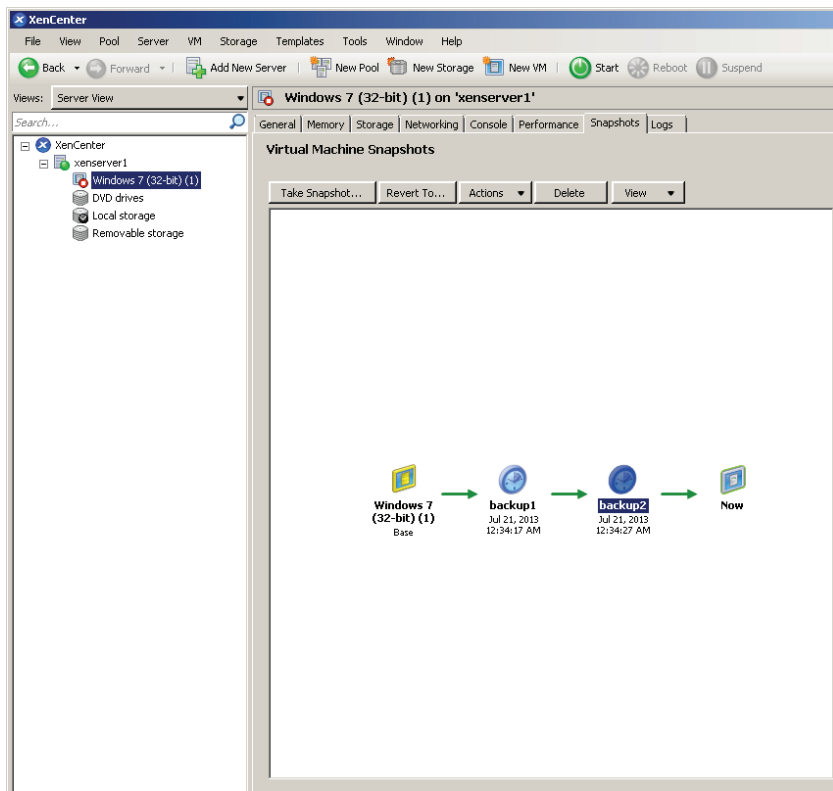 XenCenter
File View Pool Server VM Storage Templates Tools Window Help
Back Forward Add New Server New Pool New Storage New VM Start Reboot Suspend
Views: Server View
Windows 7 (32-bit) (1) on 'xenserver1'
Search...
General Memory Storage Networking Console Performance Snapshots Logs
XenCenter
xenserver1
Windows 7 (32-bit) (1)
DVD drives
Local storage
Removable storage
Virtual Machine Snapshots
Take Snapshot... Revert To... Actions Delete View
Windows 7
(32-bit) (1)
Base
backup1
Jul 21, 2013
12:34:17 AM
backup2
Jul 21, 2013
12:34:27 AM
Now